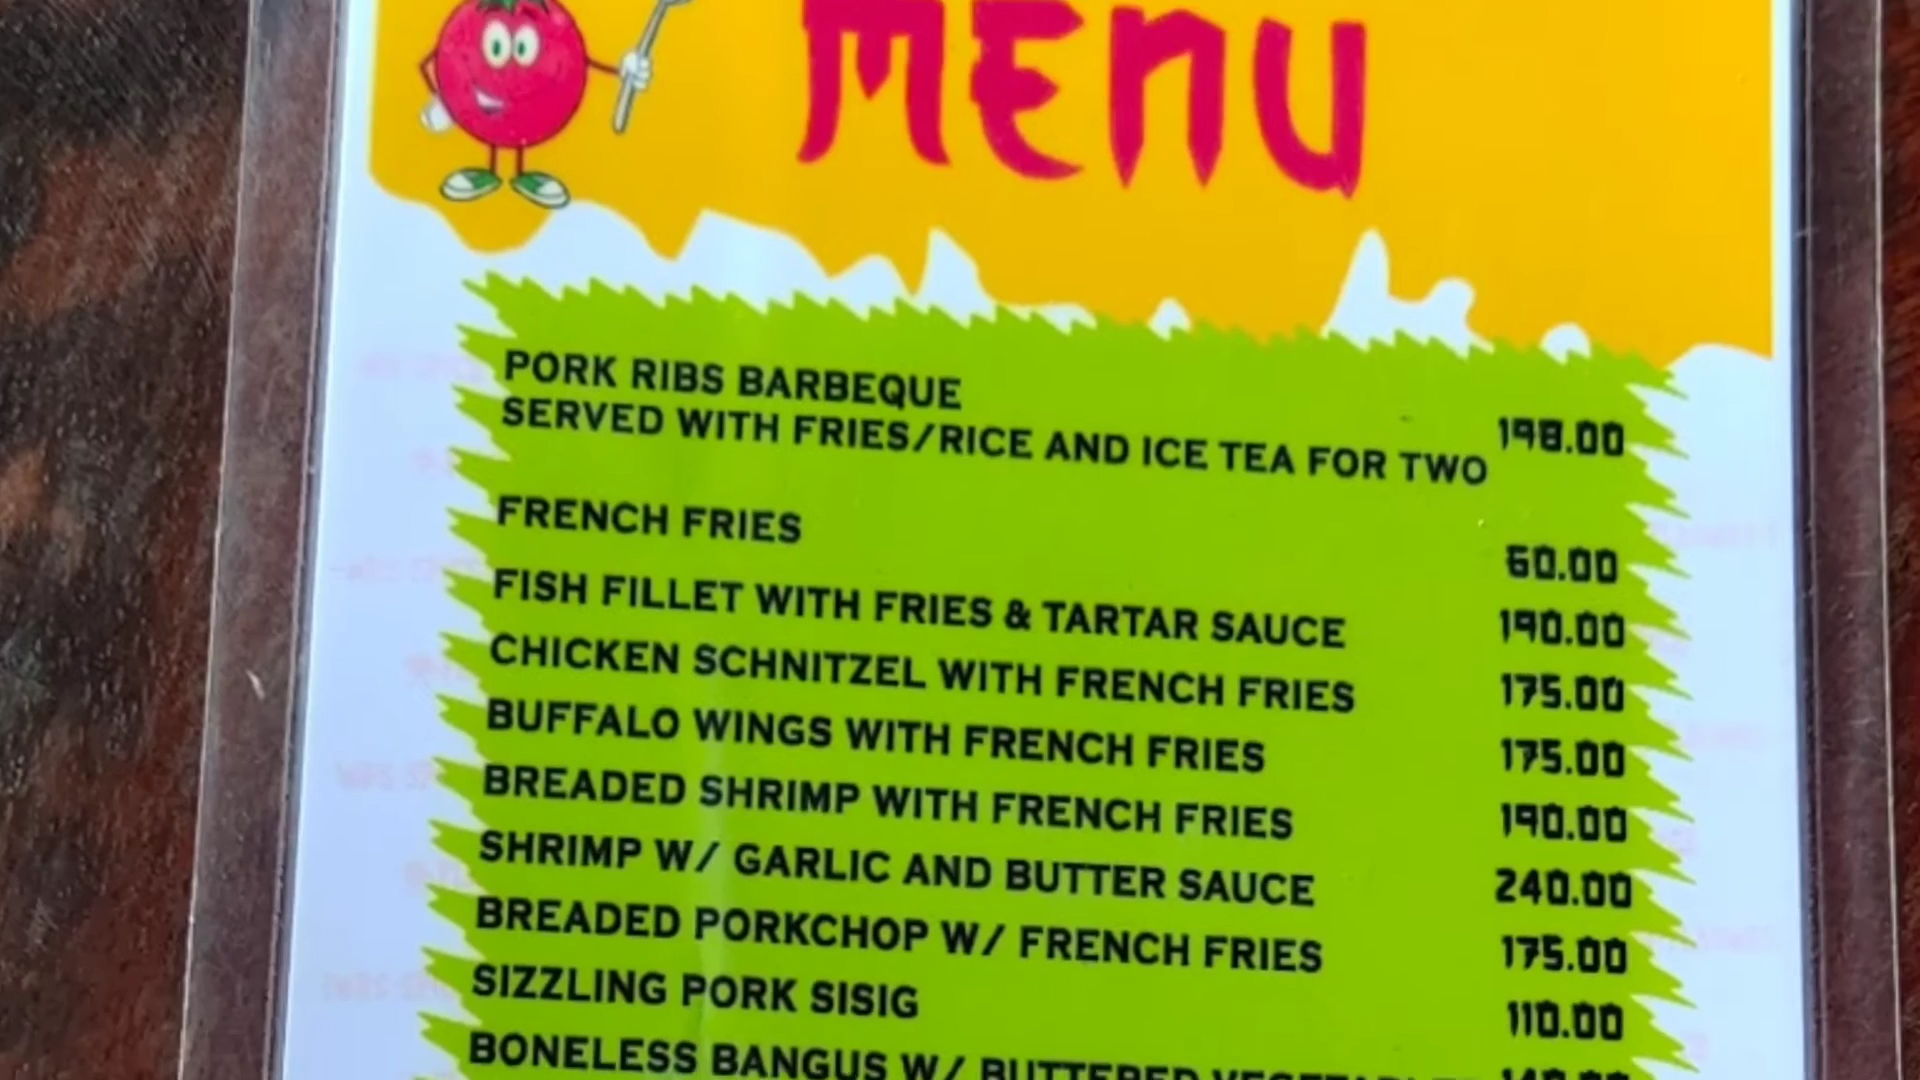 MENU
PORK RIBS BARBEQUE
SERVED WITH FRIES/RICE AND ICE TEA FOR TWO 198.00
FRENCH FRIES 60.00
FISH FILLET WITH FRIES & TARTAR SAUCE 190.00
CHICKEN SCHNITZEL WITH FRENCH FRIES 175.00
BUFFALO WINGS WITH FRENCH FRIES 175.00
BREADED SHRIMP WITH FRENCH FRIES 190.00
SHRIMP W/ GARLIC AND BUTTER SAUCE 240.00
BREADED PORKCHOP W/ FRENCH FRIES 175.00
SIZZLING PORK SISIG 110.00
BONELESS BANGUS W/ BUTTERED